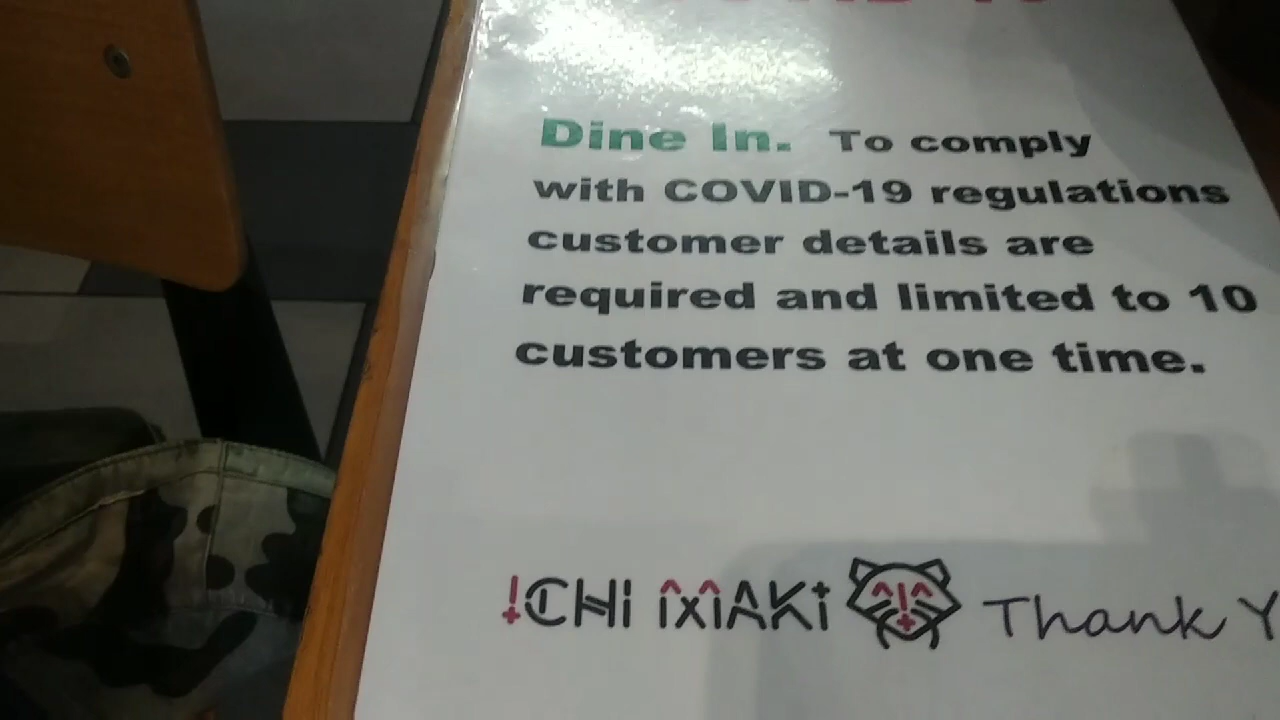 Dine In. To comply
with COVID-19 regulations
customer details are
required and limited to 10
customers at one time.
ICHI MAKI Thank Y